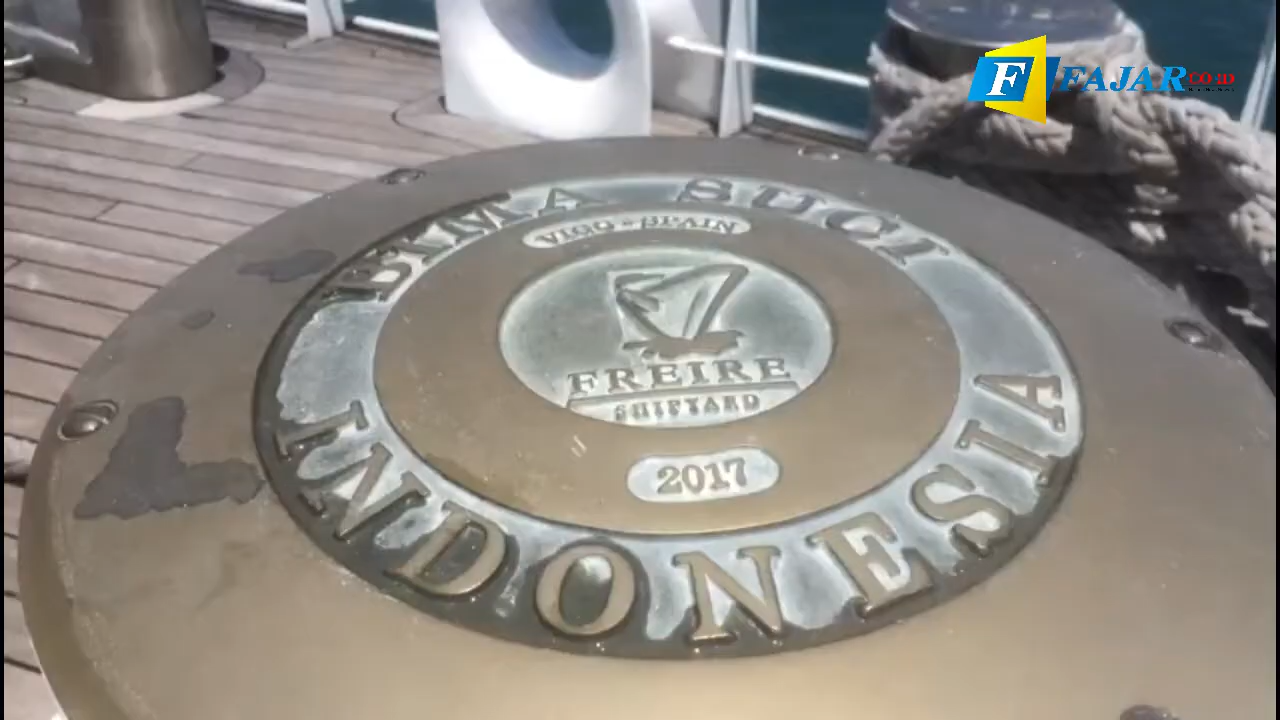 F FAJAR CO.ID
BIMA SUCI
VIGO - SPAIN
FREIRE
SHIPYARD
2017
INDONESIA